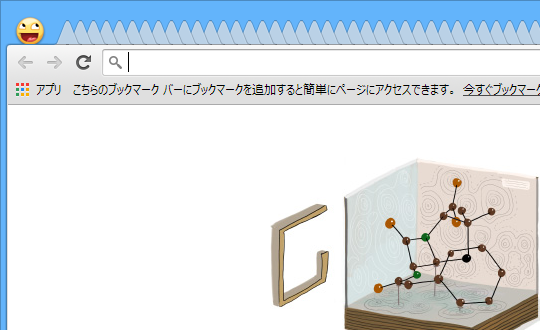 アプリ こちらのブックマーク バーにブックマークを追加すると簡単にページにアクセスできます。 今すぐブックマーク
G